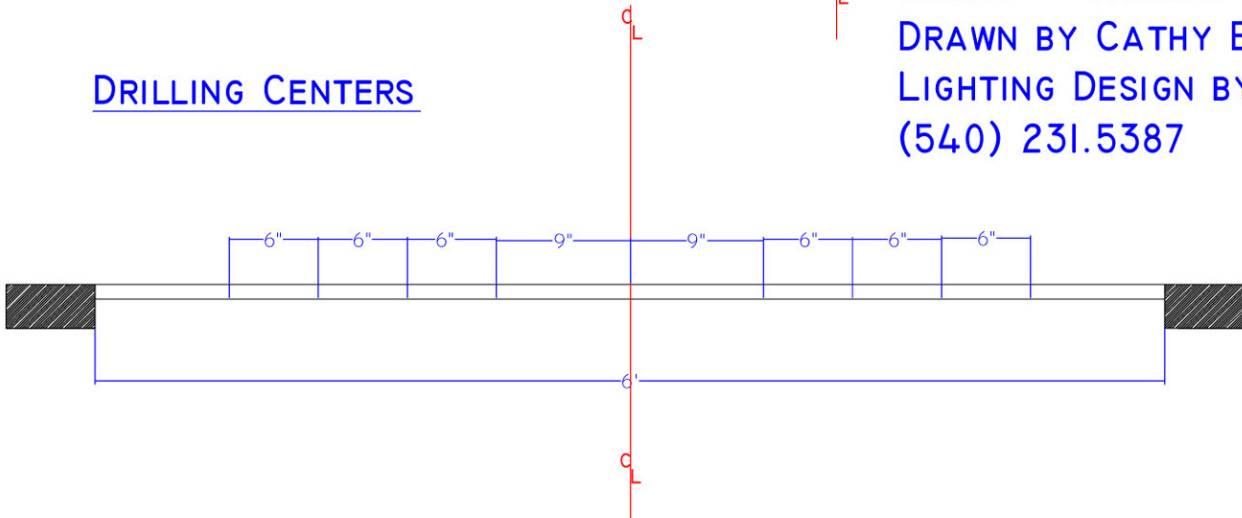 C
L
L
DRAWN BY CATHY
DRILLING CENTERS
LIGHTING DESIGN BY
(540) 231.5387
6" 6" 6" 9" 9" 6" 6" 6"
6'
C
L